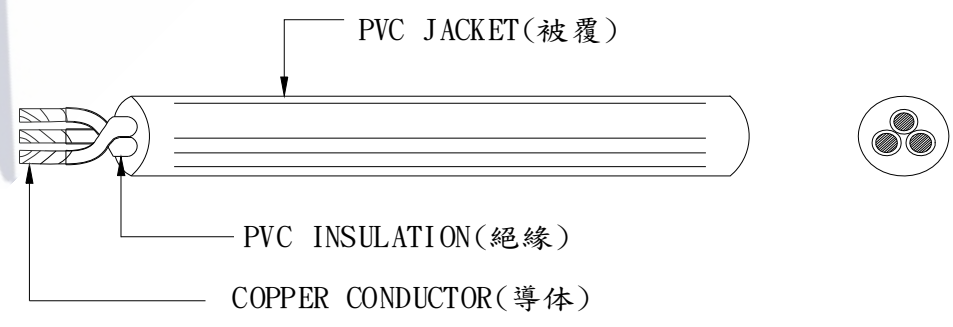 PVC JACKET(被覆)
PVC INSULATION(絕緣)
COPPER CONDUCTOR(導体)